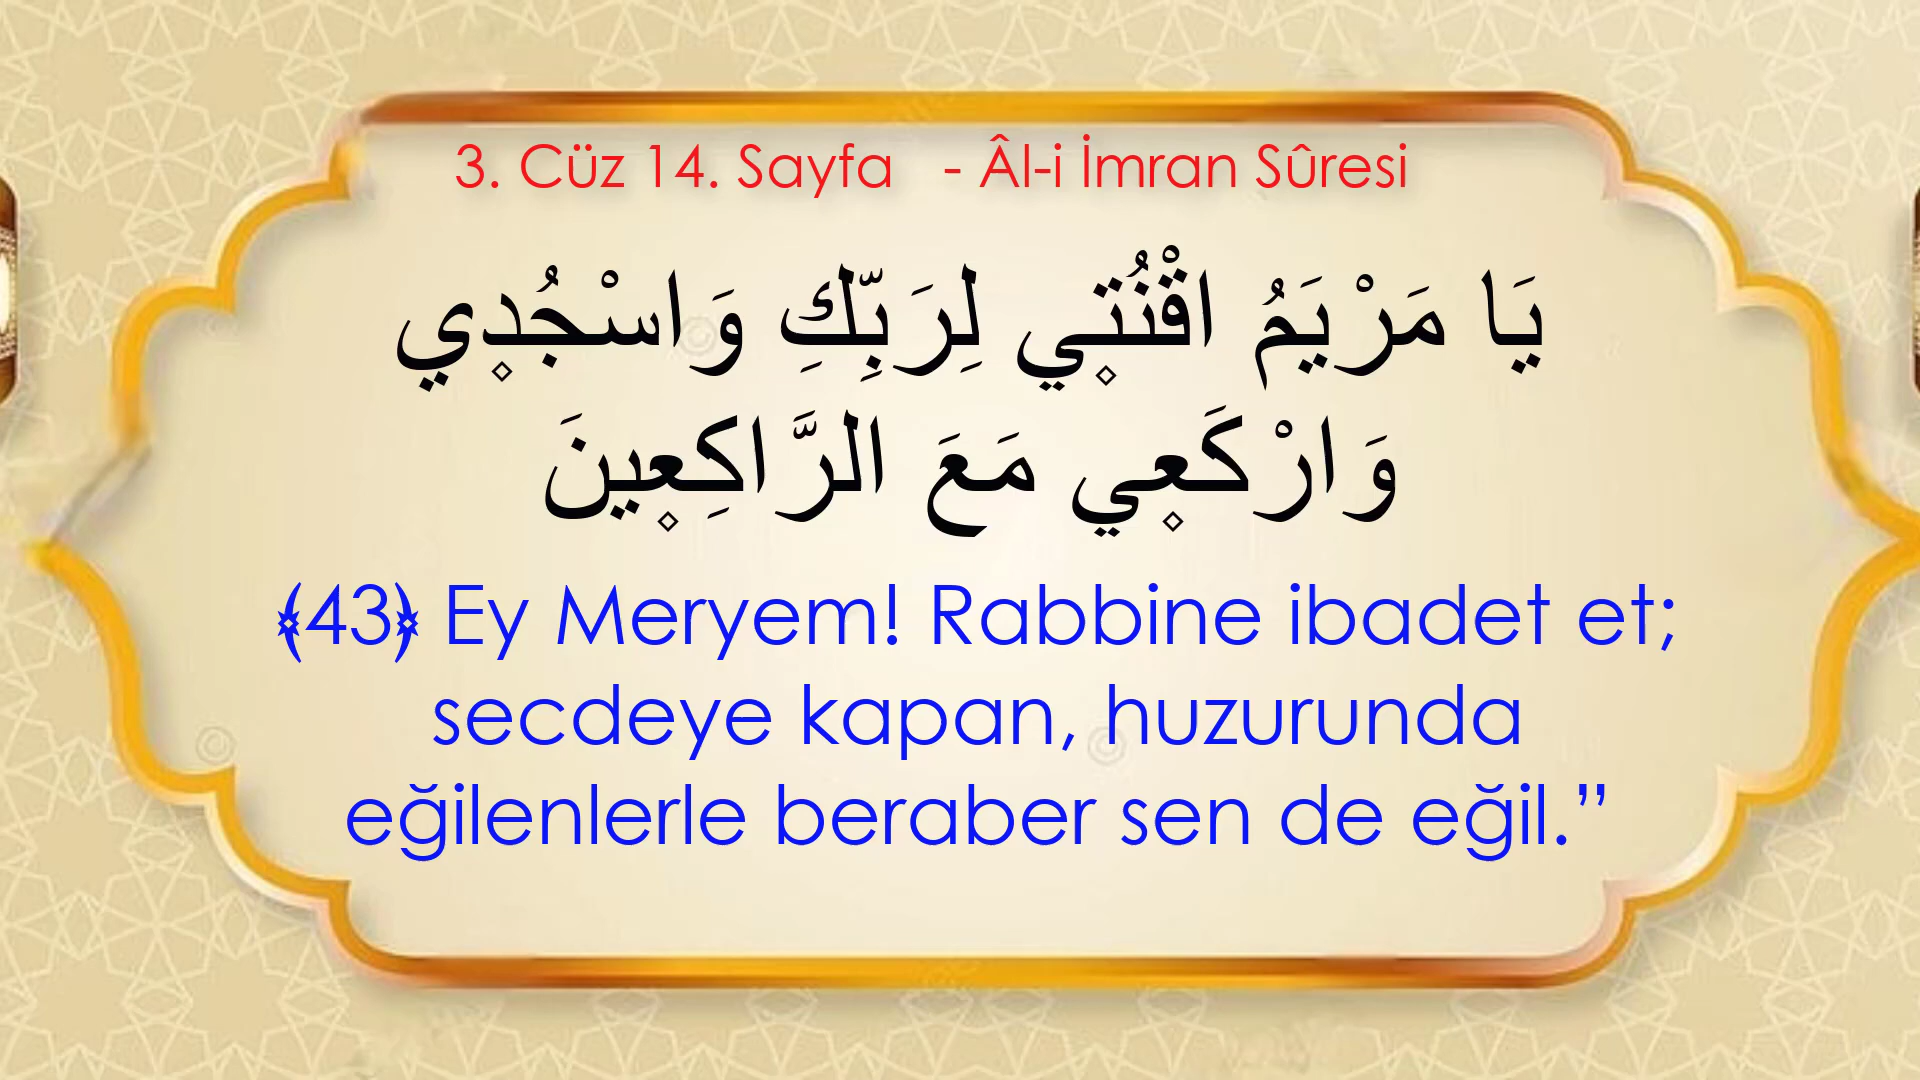 3. Cüz 14. Sayfa - Âl-i İmran Sûresi
يَا مَرْيَمُ اقْنُت۪ي لِرَبِّكِ وَاسْجُد۪ي
وَارْكَع۪ي مَعَ الرَّاكِع۪ينَ
﴾43﴿ Ey Meryem! Rabbine ibadet et;
secdeye kapan, huzurunda
eğilenlerle beraber sen de eğil.”